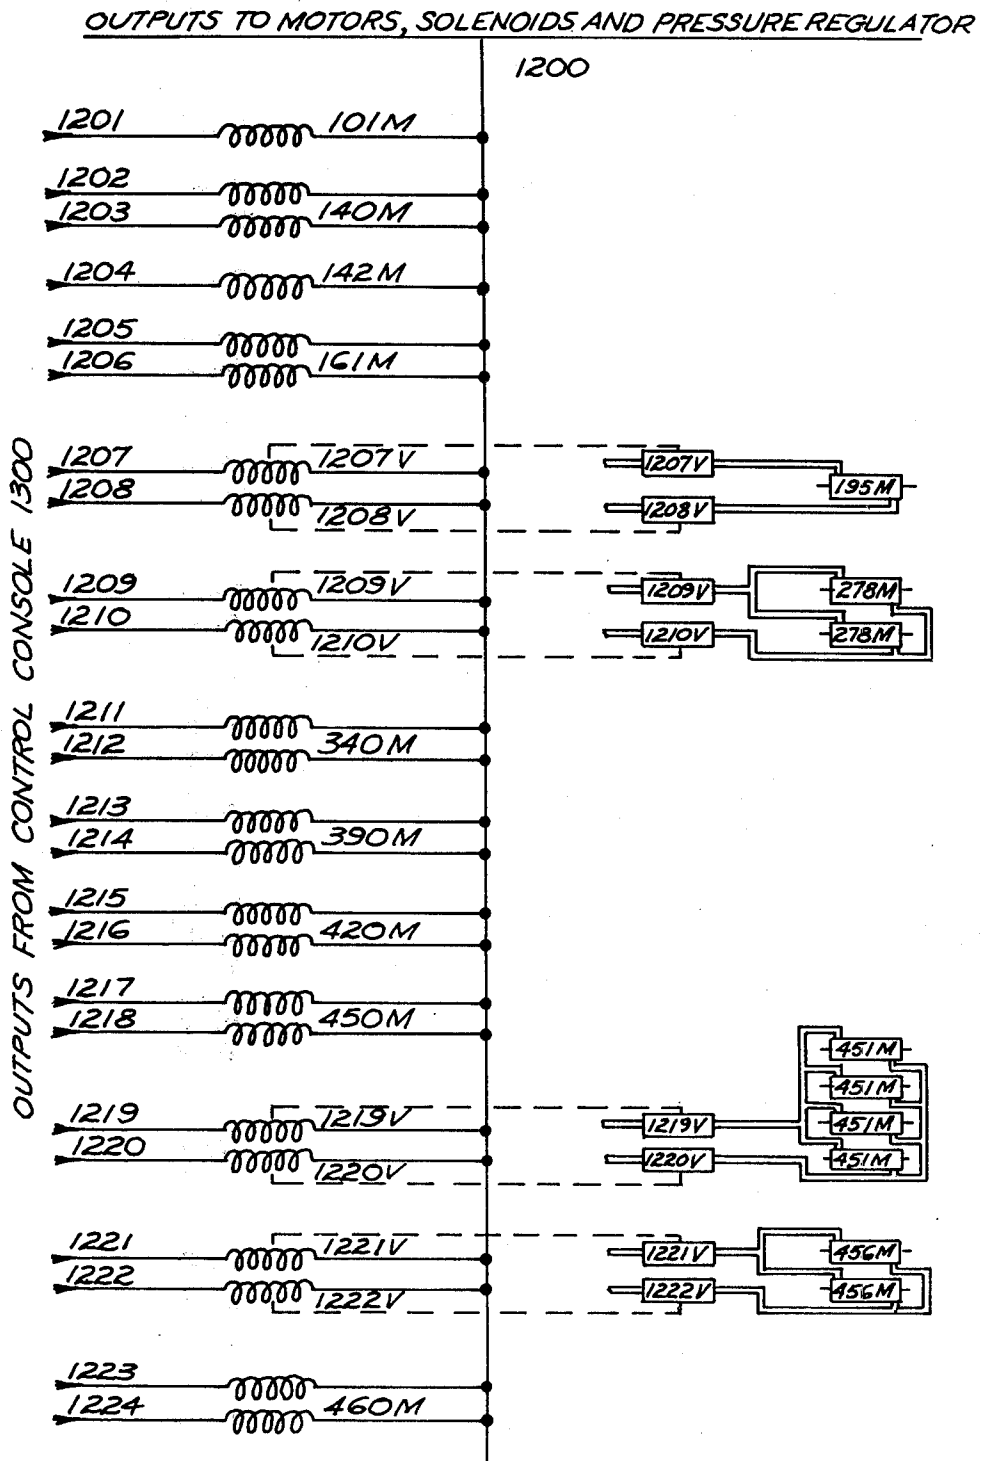 OUTPUTS TO MOTORS, SOLENOIDS AND PRESSURE REGULATOR
1200
OUTPUTS FROM CONTROL CONSOLE 1300
1201 101M
1202
1203 140M
1204 142M
1205
1206 161M
1207 1207V 1207V
195M
1208 1208V 1208V
1209 1209V 1209V 278M
1210 1210V 1210V 278M
1211
1212 340M
1213
1214 390M
1215
1216 420M
1217
1218 450M
451M
451M
1219 1219V 1219V 451M
1220 1220V 1220V 451M
1221 1221V 1221V 456M
1222 1222V 1222V 456M
1223
1224 460M